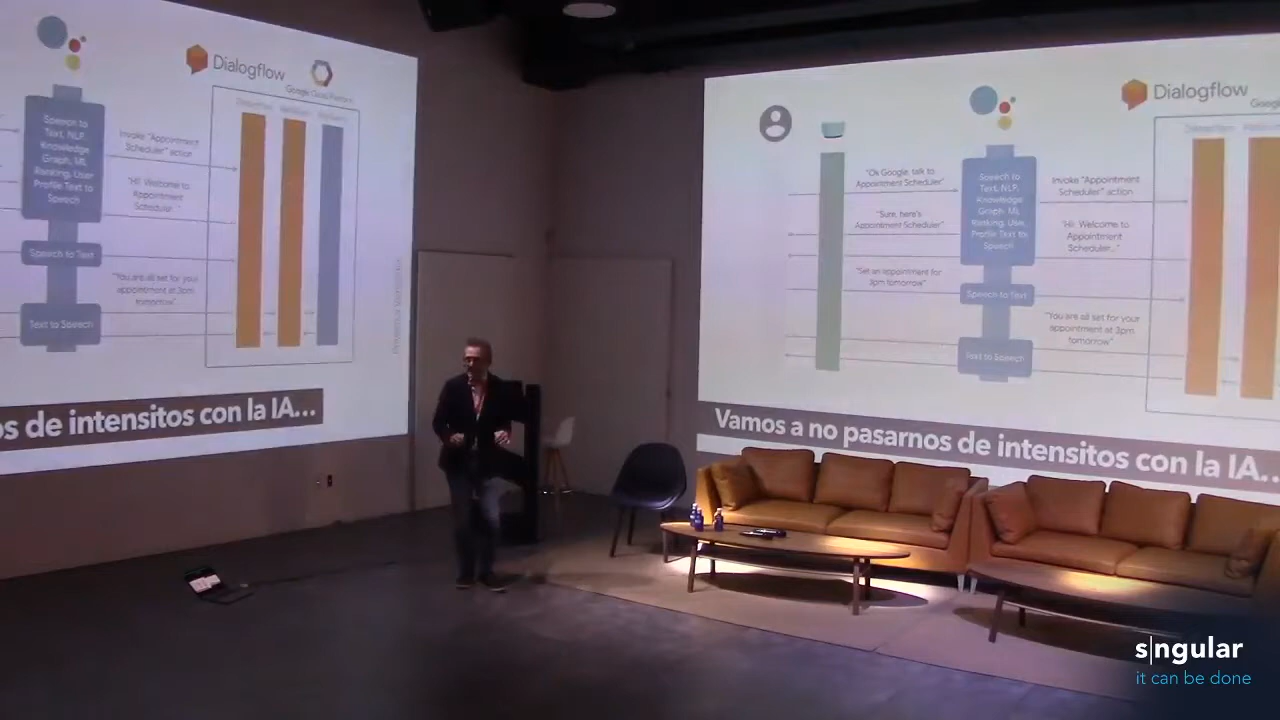 Dialogflow
Google Cloud Platform
Speech to
Text, NLP,
Knowledge
Graph, ML
Ranking, User
Profile Text to
Speech
Invoke "Appointment
Scheduler" action
"Hi! Welcome to
Appointment
Scheduler..."
Speech to Text
"You are all set for your
appointment at 3pm
tomorrow"
Text to Speech
os de intensitos con la IA...
Dialogflow
"Ok Google, talk to
Appointment Scheduler"
"Sure, here's
Appointment Scheduler"
"Set an appointment for
3pm tomorrow"
Speech to
Text, NLP,
Knowledge
Graph, ML
Ranking, User
Profile Text to
Speech
Speech to Text
Text to Speech
Invoke "Appointment
Scheduler" action
"Hi! Welcome to
Appointment
Scheduler..."
"You are all set for your
appointment at 3pm
tomorrow"
Vamos a no pasarnos de intensitos con la IA...
s|ngular
it can be done